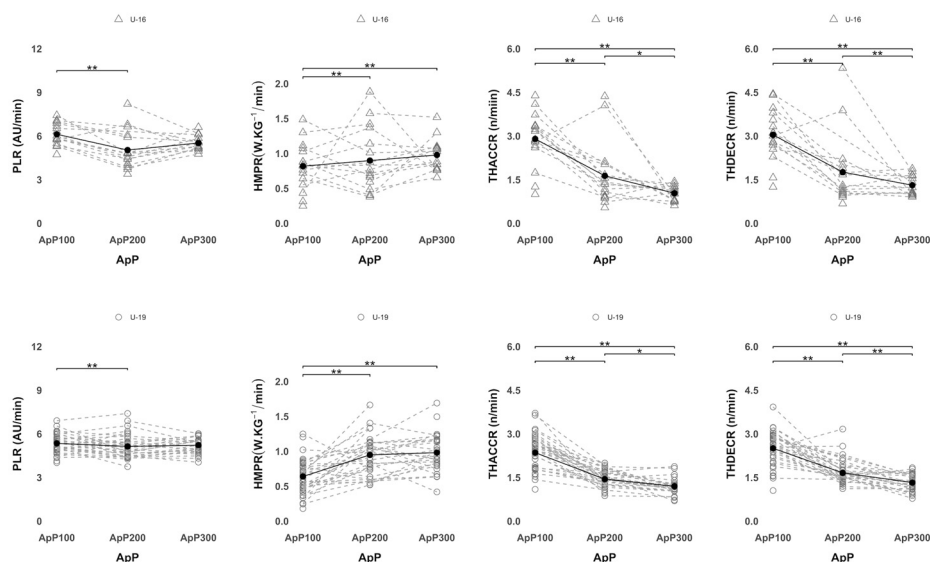 U-16
U-16
U-16
U-16
12
9
6
3
0
PLR (AU/min)
**
ApP100 ApP200 ApP300
ApP
2.0
1.5
1.0
0.5
0.0
HMPR(W.KG⁻¹/min)
**
**
ApP100 ApP200 ApP300
ApP
6.0
4.5
3.0
1.5
0.0
THACCR (n/miin)
**
**
*
ApP100 ApP200 ApP300
ApP
6.0
4.5
3.0
1.5
0.0
THDECR (n/min)
**
**
**
ApP100 ApP200 ApP300
ApP
U-19
U-19
U-19
U-19
12
9
6
3
0
PLR (AU/min)
**
ApP100 ApP200 ApP300
ApP
2.0
1.5
1.0
0.5
0.0
HMPR(W.KG⁻¹/min)
**
**
ApP100 ApP200 ApP300
ApP
6.0
4.5
3.0
1.5
0.0
THACCR (n/min)
**
**
*
ApP100 ApP200 ApP300
ApP
6.0
4.5
3.0
1.5
0.0
THDECR (n/min)
**
**
**
ApP100 ApP200 ApP300
ApP